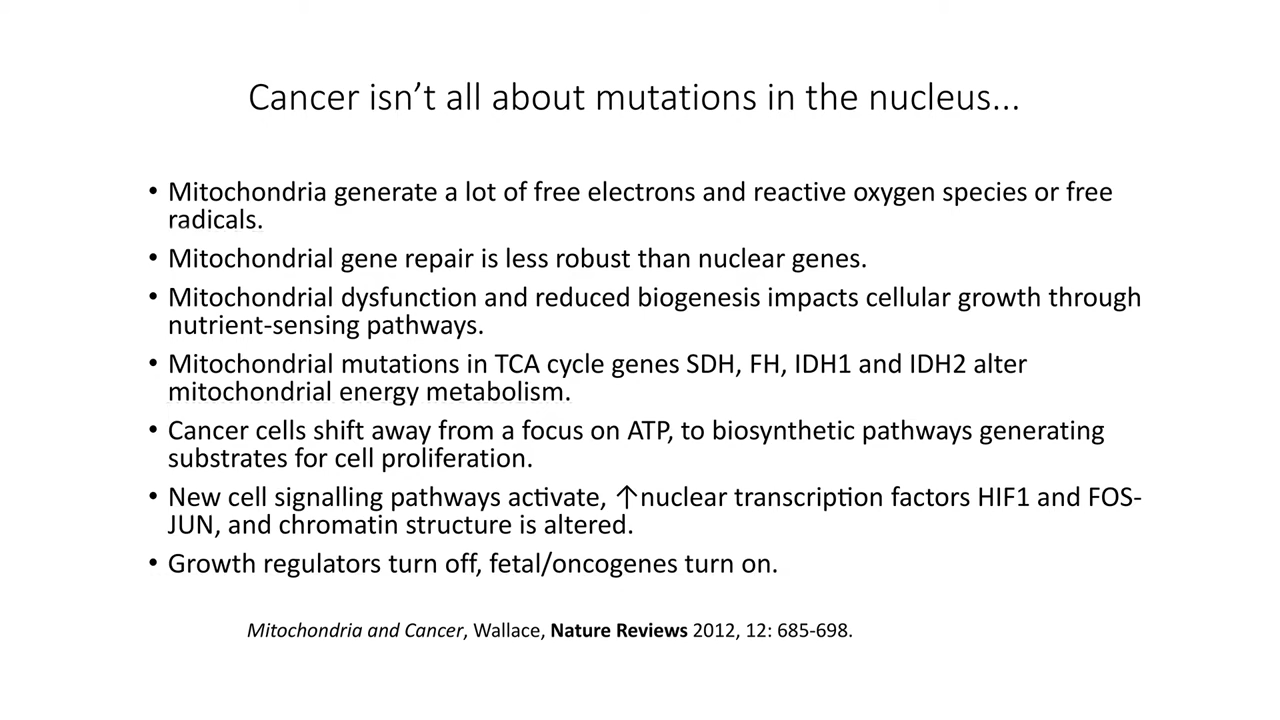 Cancer isn’t all about mutations in the nucleus...
• Mitochondria generate a lot of free electrons and reactive oxygen species or free
radicals.
• Mitochondrial gene repair is less robust than nuclear genes.
• Mitochondrial dysfunction and reduced biogenesis impacts cellular growth through
nutrient-sensing pathways.
• Mitochondrial mutations in TCA cycle genes SDH, FH, IDH1 and IDH2 alter
mitochondrial energy metabolism.
• Cancer cells shift away from a focus on ATP, to biosynthetic pathways generating
substrates for cell proliferation.
• New cell signalling pathways activate, ↑nuclear transcription factors HIF1 and FOS-
JUN, and chromatin structure is altered.
• Growth regulators turn off, fetal/oncogenes turn on.
Mitochondria and Cancer, Wallace, Nature Reviews 2012, 12: 685-698.